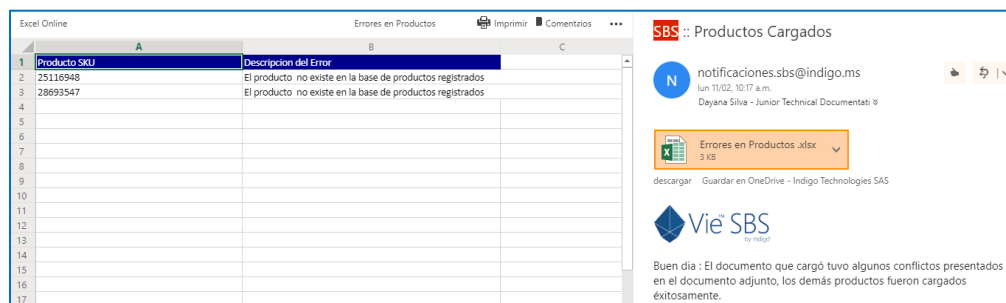 Excel Online Errores en Productos Imprimir Comentzios ...
A B C
1 Producto SKU Descripcion del Error
2 25116948 El producto no existe en la base de productos registrados
3 28693547 El producto no existe en la base de productos registrados
4
5
6
7
8
9
10
11
12
13
14
15
16
17
SBS :: Productos Cargados
N
notificaciones.sbs@indigo.ms
lun 11/02, 10:17 a.m.
Dayana Silva - Junior Technical Documentati
Errores en Productos .xlsx
3 KB
descargar Guardar en OneDrive - Indigo Technologies SAS
Vie™ SBS
by indigo
Buen dia : El documento que cargó tuvo algunos conflictos presentados
en el documento adjunto, los demás productos fueron cargados
éxitosamente.